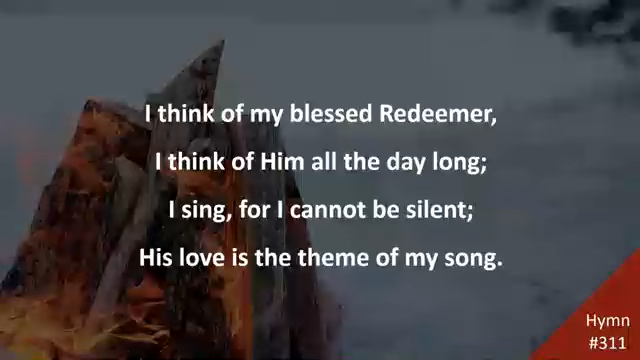 I think of my blessed Redeemer,
I think of Him all the day long;
I sing, for I cannot be silent;
His love is the theme of my song.
Hymn
#311